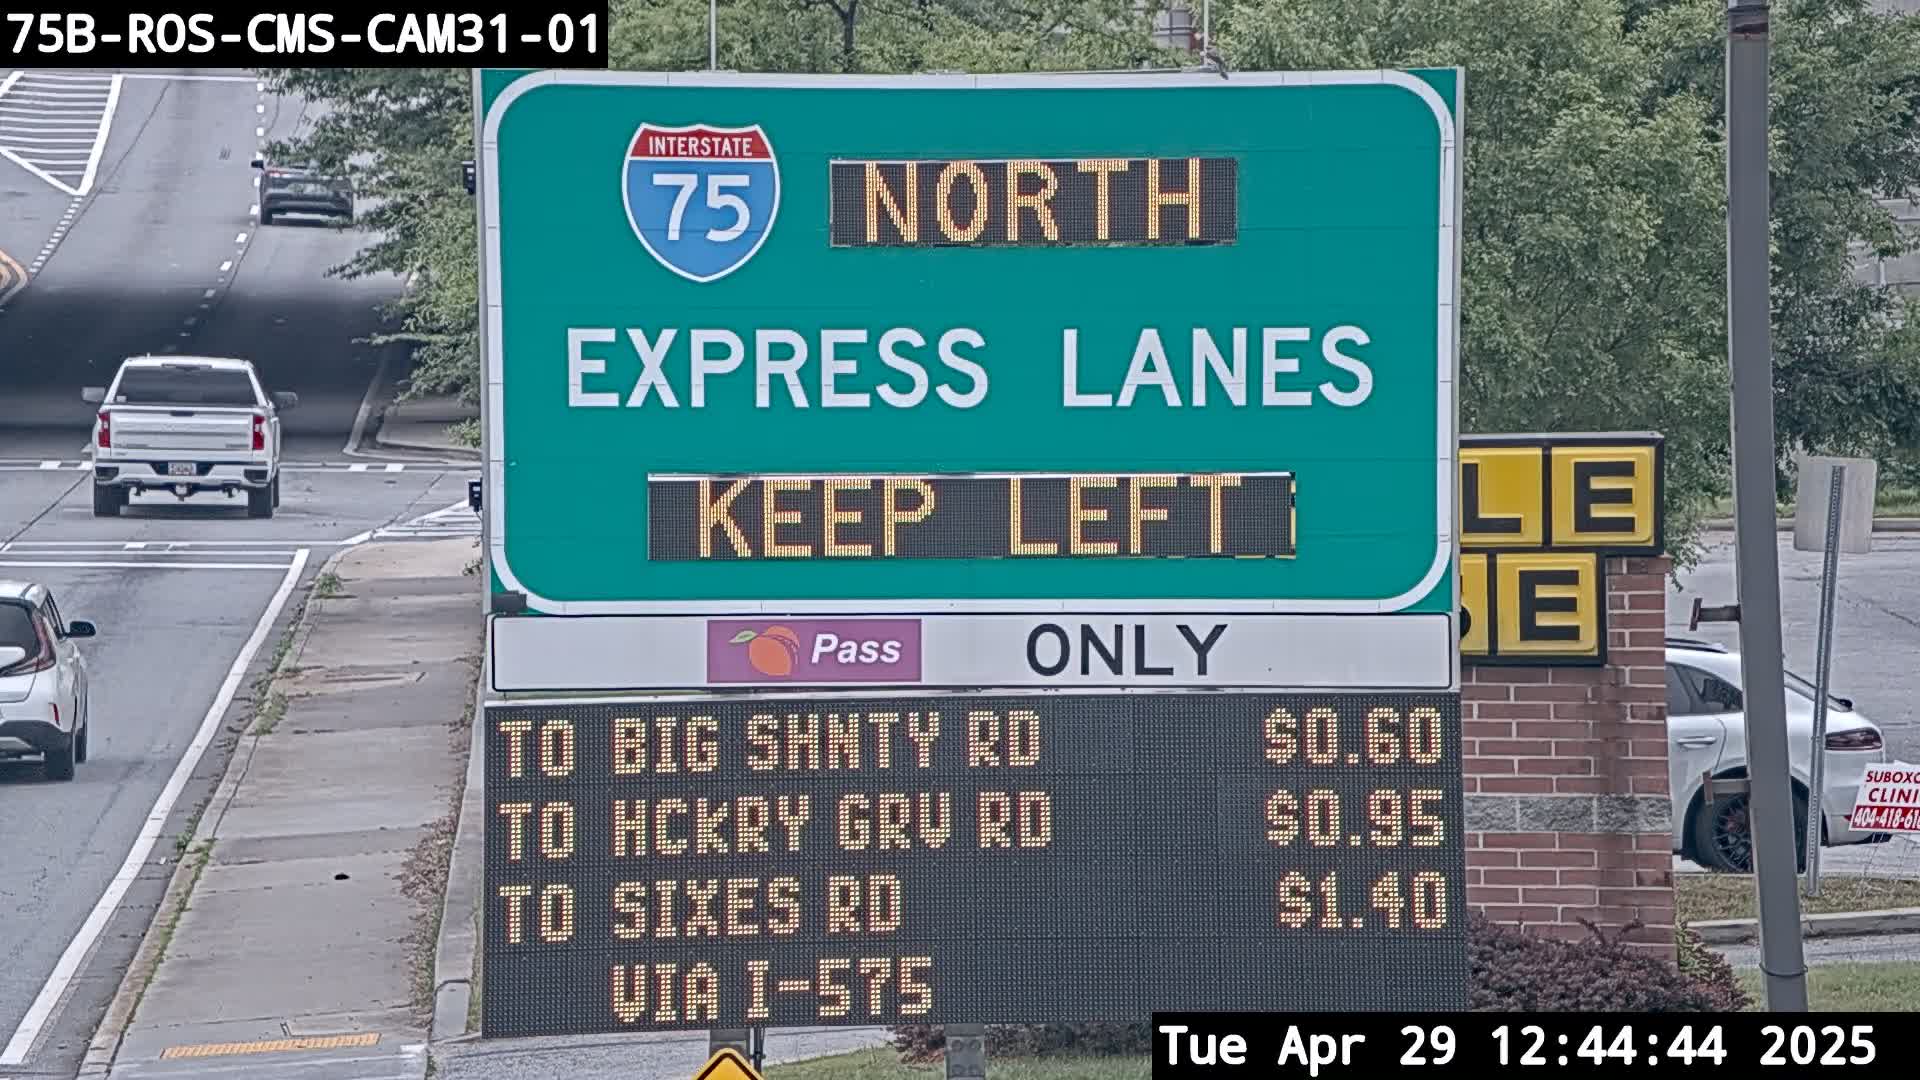 75B-ROS-CMS-CAM31-01
INTERSTATE
75
NORTH
EXPRESS LANES
KEEP LEFT
Pass ONLY
TO BIG SHNTY RD $0.60
TO HCKRY GRV RD $0.95
TO SIXES RD $1.40
VIA I-575
LE
E
CLINI
Tue Apr 29 12:44:44 2025